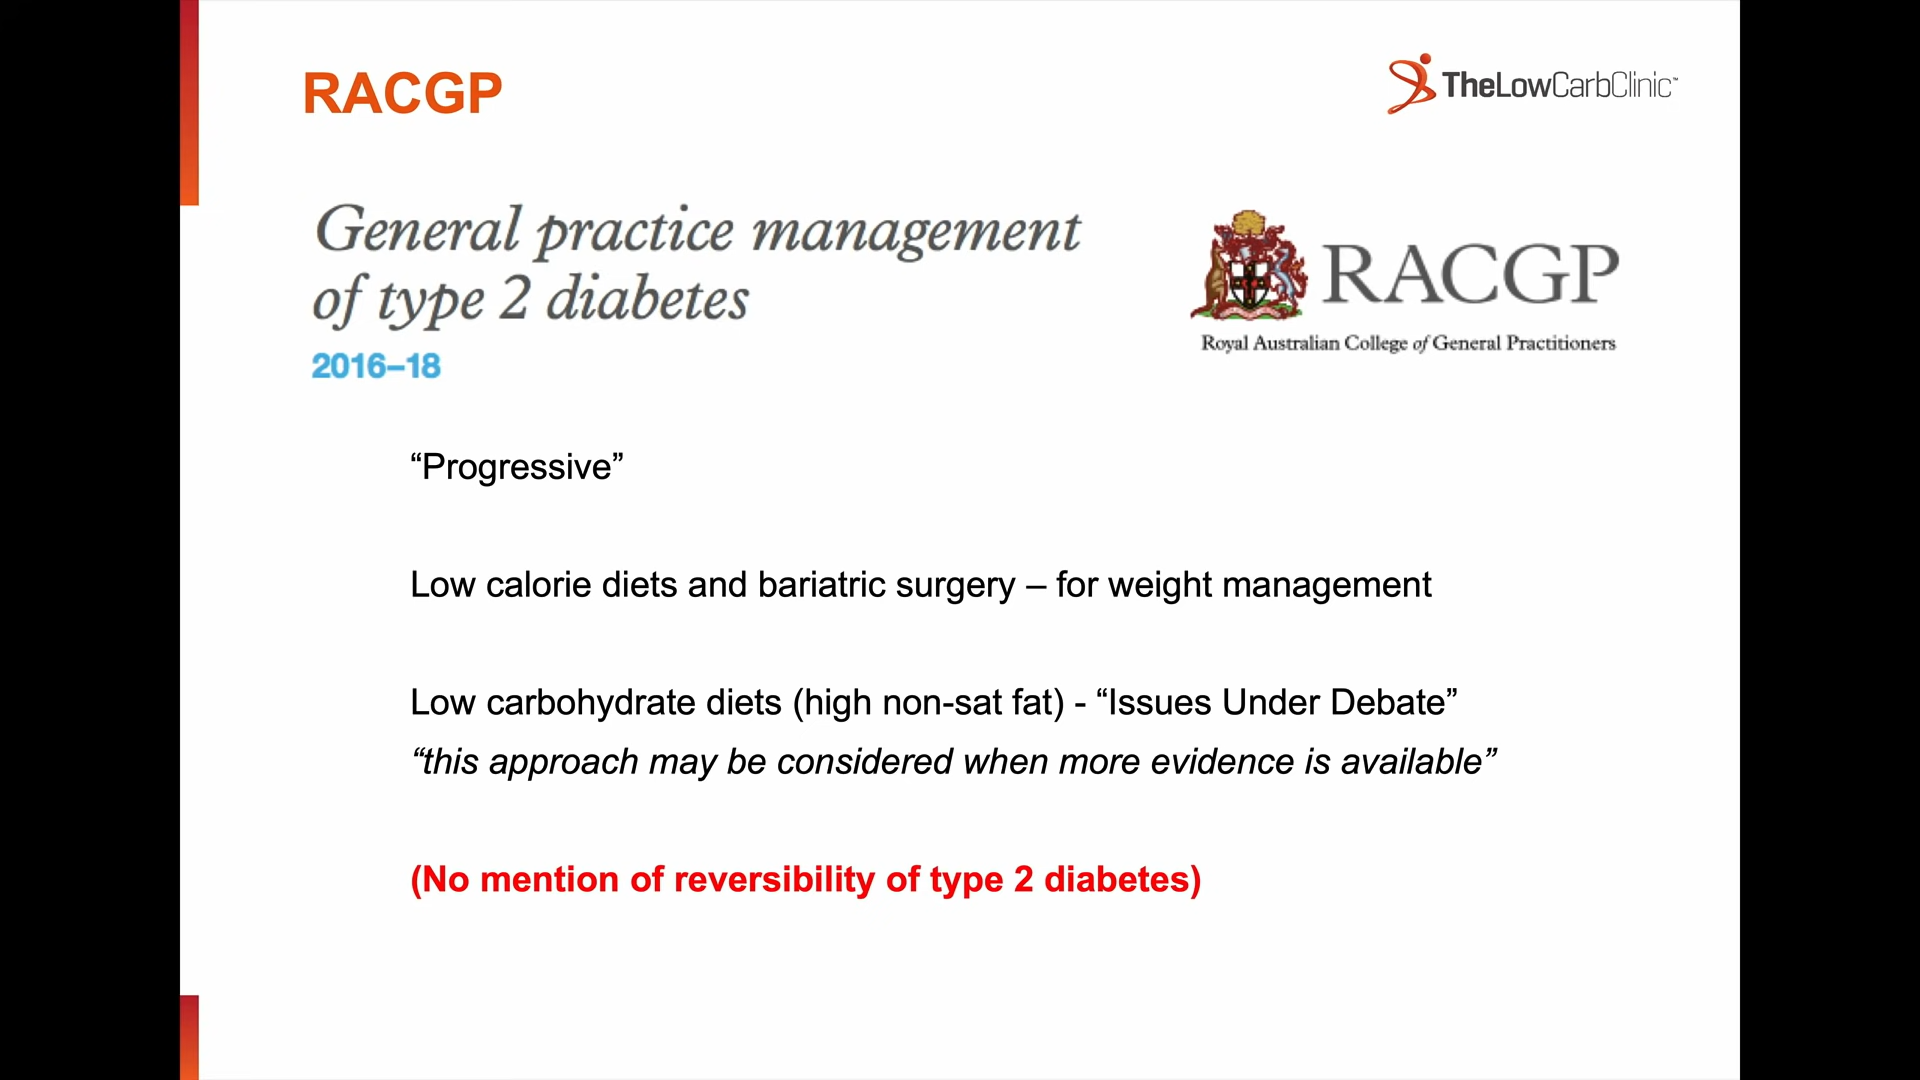 RACGP
TheLowCarbClinic™
General practice management
of type 2 diabetes
2016–18
RACGP
Royal Australian College of General Practitioners
“Progressive”
Low calorie diets and bariatric surgery – for weight management
Low carbohydrate diets (high non-sat fat) - “Issues Under Debate”
“this approach may be considered when more evidence is available”
(No mention of reversibility of type 2 diabetes)